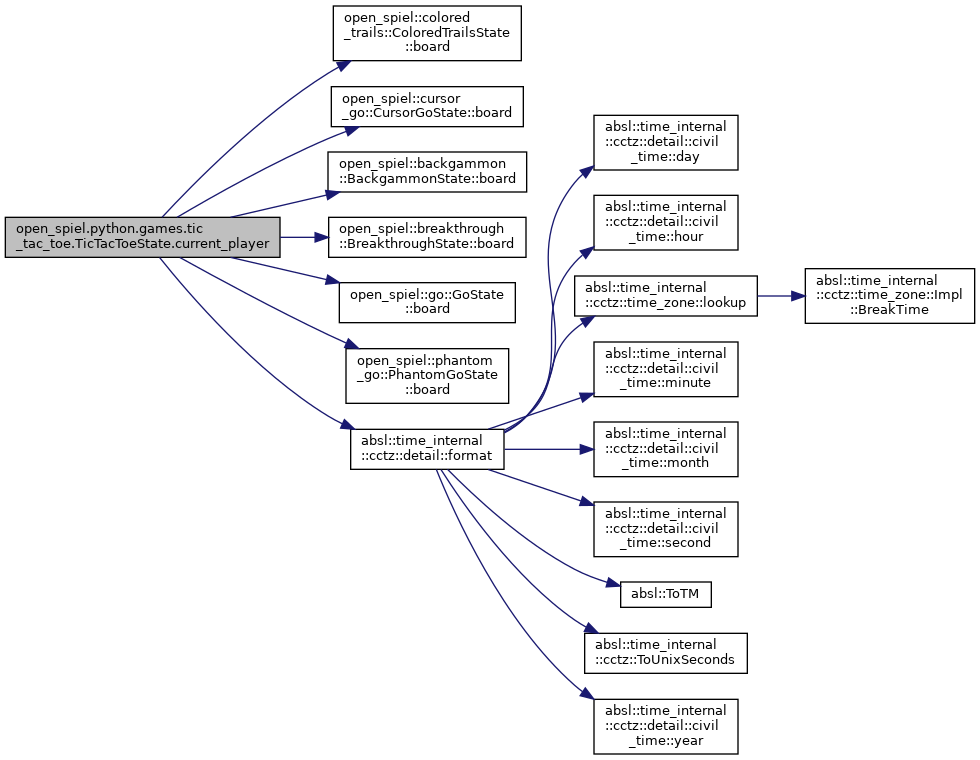 open_spiel.python.games.tic
_tac_toe.TicTacToeState.current_player
open_spiel::colored
_trails::ColoredTrailsState
::board
open_spiel::cursor
_go::CursorGoState::board
open_spiel::backgammon
::BackgammonState::board
open_spiel::breakthrough
::BreakthroughState::board
open_spiel::go::GoState
::board
open_spiel::phantom
_go::PhantomGoState
::board
absl::time_internal
::cctz::detail::format
absl::time_internal
::cctz::detail::civil
_time::day
absl::time_internal
::cctz::detail::civil
_time::hour
absl::time_internal
::cctz::time_zone::lookup
absl::time_internal
::cctz::time_zone::Impl
::BreakTime
absl::time_internal
::cctz::detail::civil
_time::minute
absl::time_internal
::cctz::detail::civil
_time::month
absl::time_internal
::cctz::detail::civil
_time::second
absl::ToTM
absl::time_internal
::cctz::ToUnixSeconds
absl::time_internal
::cctz::detail::civil
_time::year